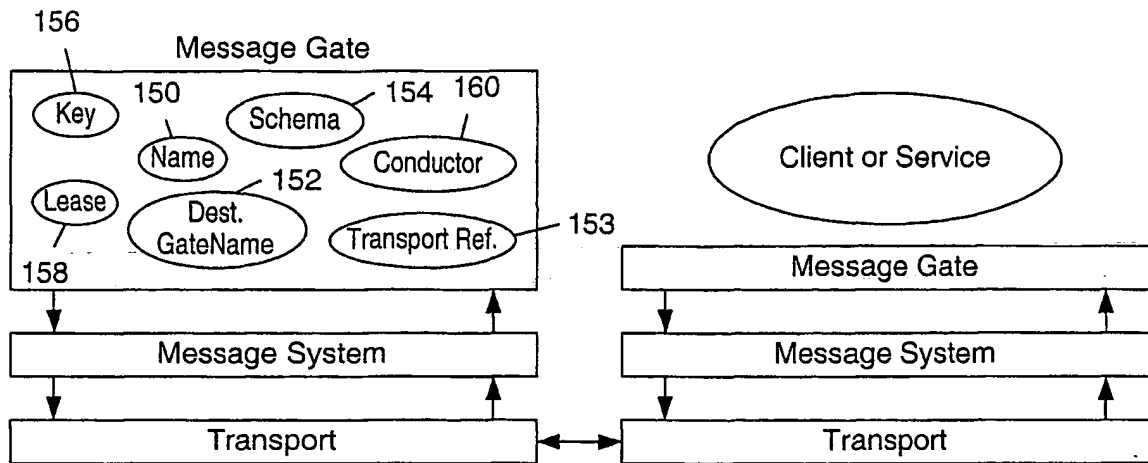 156
Message Gate
150
154
160
Key
Schema
Name
Conductor
Client or Service
152
Lease
Dest.
GateName
Transport Ref.
153
158
Message Gate
Message System
Message System
Transport
Transport